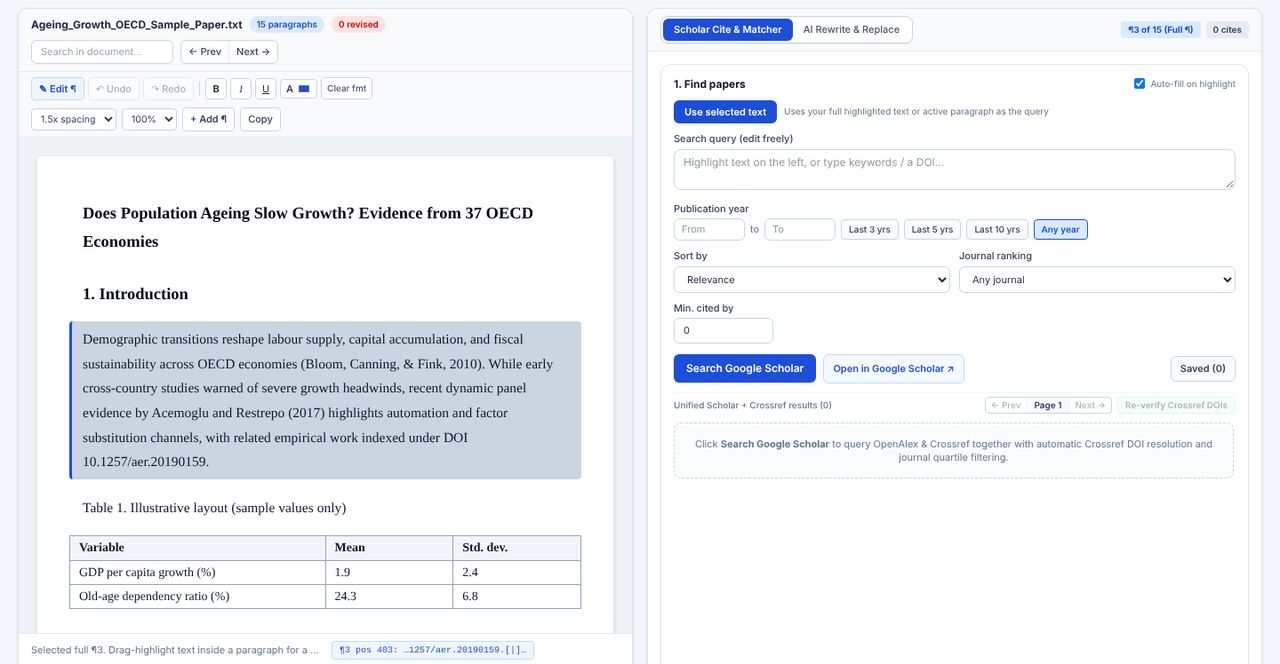 Ageing_Growth_OECD_Sample_Paper.txt 15 paragraphs 0 revised
Search in document... ← Prev Next →
✎ Edit ¶ ↶ Undo ↷ Redo B I U A Clear fmt
1.5x spacing 100% + Add ¶ Copy
Does Population Ageing Slow Growth? Evidence from 37 OECD
Economies
1. Introduction
Demographic transitions reshape labour supply, capital accumulation, and fiscal
sustainability across OECD economies (Bloom, Canning, & Fink, 2010). While early
cross-country studies warned of severe growth headwinds, recent dynamic panel
evidence by Acemoglu and Restrepo (2017) highlights automation and factor
substitution channels, with related empirical work indexed under DOI
10.1257/aer.20190159.
Table 1. Illustrative layout (sample values only)
Variable Mean Std. dev.
GDP per capita growth (%) 1.9 2.4
Old-age dependency ratio (%) 24.3 6.8
Selected full ¶3. Drag-highlight text inside a paragraph for a ... ¶3 pos 403: …1257/aer.20190159.[|]…
Scholar Cite & Matcher AI Rewrite & Replace ¶3 of 15 (Full ¶) 0 cites
1. Find papers Auto-fill on highlight
Use selected text Uses your full highlighted text or active paragraph as the query
Search query (edit freely)
Highlight text on the left, or type keywords / a DOI...
Publication year
From to To Last 3 yrs Last 5 yrs Last 10 yrs Any year
Sort by Journal ranking
Relevance Any journal
Min. cited by
0
Search Google Scholar Open in Google Scholar ↗ Saved (0)
Unified Scholar + Crossref results (0) ← Prev Page 1 Next → Re-verify Crossref DOIs
Click Search Google Scholar to query OpenAlex & Crossref together with automatic Crossref DOI resolution and
journal quartile filtering.